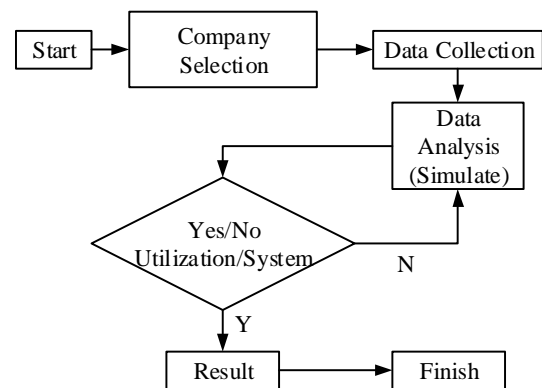 Start
Company
Selection
Data Collection
Data
Analysis
(Simulate)
Yes/No
Utilization/System
N
Y
Result
Finish